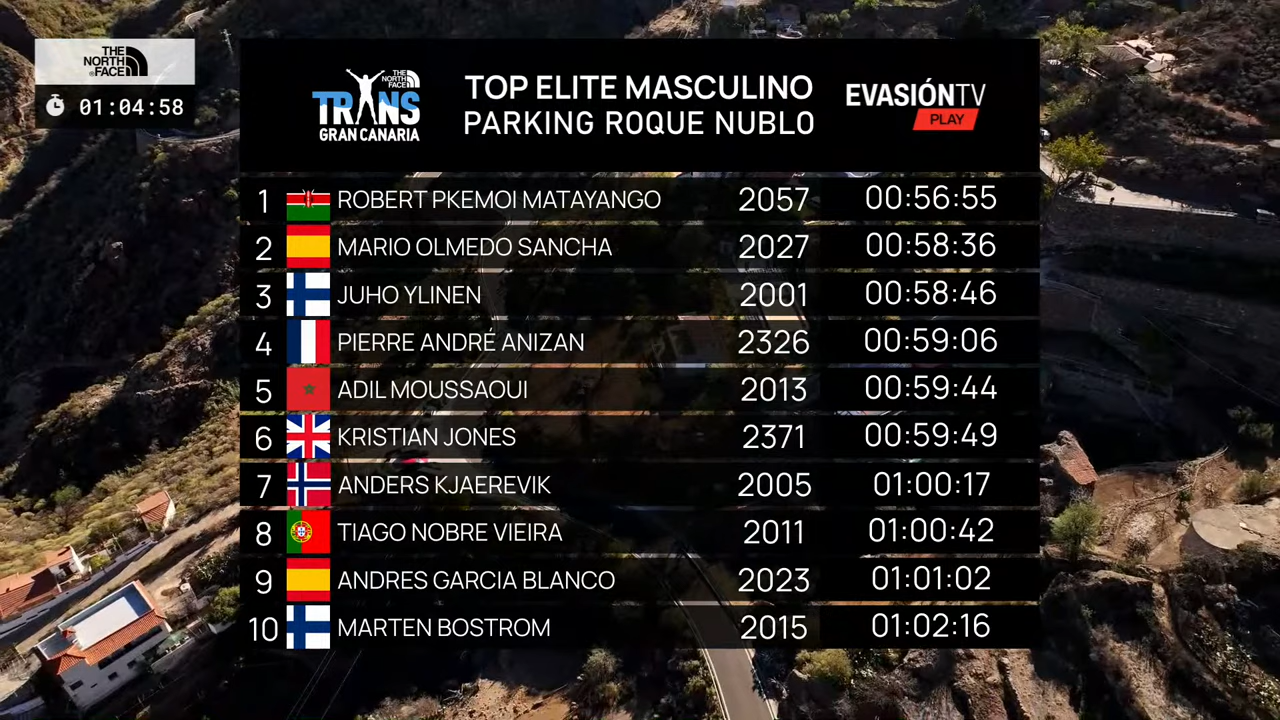 THE
NORTH
FACE
01:04:58
THE
NORTH
FACE
TRANS
GRAN CANARIA
TOP ELITE MASCULINO
PARKING ROQUE NUBLO
EVASIÓNTV
PLAY
1 ROBERT PKEMOI MATAYANGO 2057 00:56:55
2 MARIO OLMEDO SANCHA 2027 00:58:36
3 JUHO YLINEN 2001 00:58:46
4 PIERRE ANDRÉ ANIZAN 2326 00:59:06
5 ADIL MOUSSAOUI 2013 00:59:44
6 KRISTIAN JONES 2371 00:59:49
7 ANDERS KJAEREVIK 2005 01:00:17
8 TIAGO NOBRE VIEIRA 2011 01:00:42
9 ANDRES GARCIA BLANCO 2023 01:01:02
10 MARTEN BOSTROM 2015 01:02:16